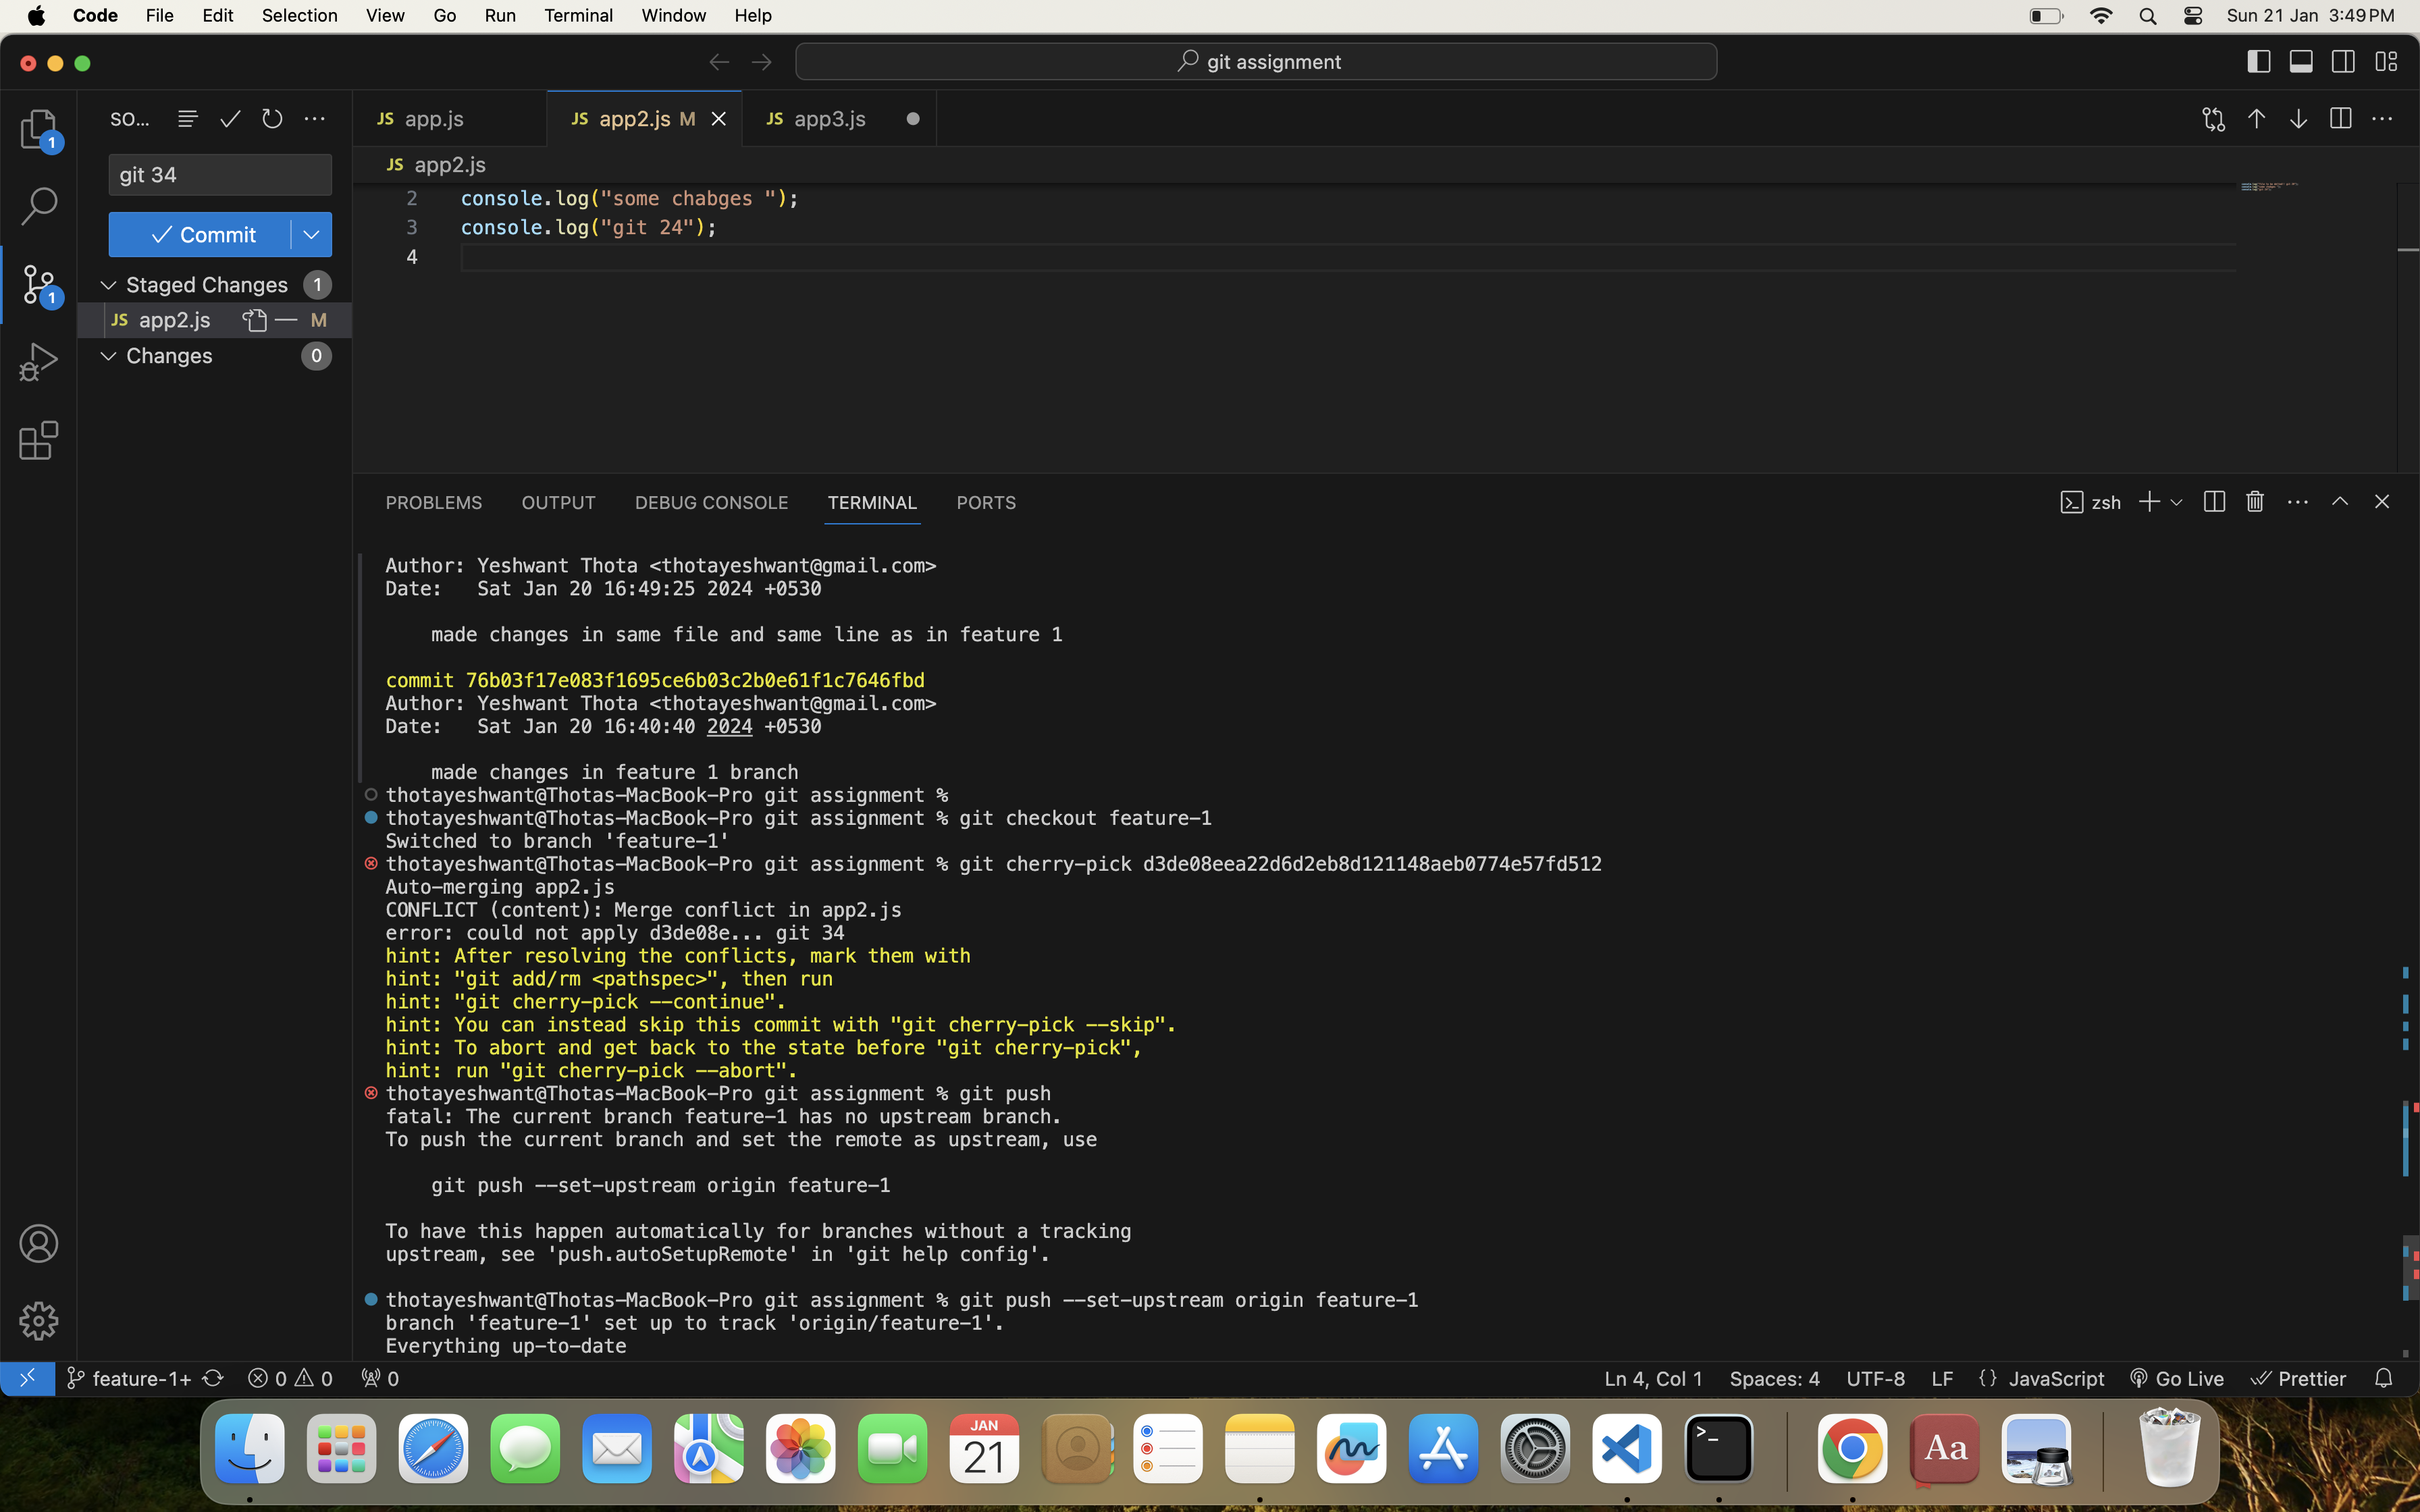 Code File Edit Selection View Go Run Terminal Window Help
Sun 21 Jan 3:49 PM
git assignment
SO...
JS app.js
JS app2.js M
JS app3.js
1
git 34
JS app2.js
2 console.log("some chabges ");
3 console.log("git 24");
4
Commit
1
Staged Changes 1
JS app2.js M
Changes 0
PROBLEMS OUTPUT DEBUG CONSOLE TERMINAL PORTS
zsh
Author: Yeshwant Thota <thotayeshwant@gmail.com>
Date: Sat Jan 20 16:49:25 2024 +0530
made changes in same file and same line as in feature 1
commit 76b03f17e083f1695ce6b03c2b0e61f1c7646fbd
Author: Yeshwant Thota <thotayeshwant@gmail.com>
Date: Sat Jan 20 16:40:40 2024 +0530
made changes in feature 1 branch
thotayeshwant@Thotas-MacBook-Pro git assignment %
thotayeshwant@Thotas-MacBook-Pro git assignment % git checkout feature-1
Switched to branch 'feature-1'
thotayeshwant@Thotas-MacBook-Pro git assignment % git cherry-pick d3de08eea22d6d2eb8d121148aeb0774e57fd512
Auto-merging app2.js
CONFLICT (content): Merge conflict in app2.js
error: could not apply d3de08e... git 34
hint: After resolving the conflicts, mark them with
hint: "git add/rm <pathspec>", then run
hint: "git cherry-pick --continue".
hint: You can instead skip this commit with "git cherry-pick --skip".
hint: To abort and get back to the state before "git cherry-pick",
hint: run "git cherry-pick --abort".
thotayeshwant@Thotas-MacBook-Pro git assignment % git push
fatal: The current branch feature-1 has no upstream branch.
To push the current branch and set the remote as upstream, use
git push --set-upstream origin feature-1
To have this happen automatically for branches without a tracking
upstream, see 'push.autoSetupRemote' in 'git help config'.
thotayeshwant@Thotas-MacBook-Pro git assignment % git push --set-upstream origin feature-1
branch 'feature-1' set up to track 'origin/feature-1'.
Everything up-to-date
feature-1+ 0 0 0
Ln 4, Col 1 Spaces: 4 UTF-8 LF {} JavaScript Go Live Prettier
JAN
21
>_
Aa